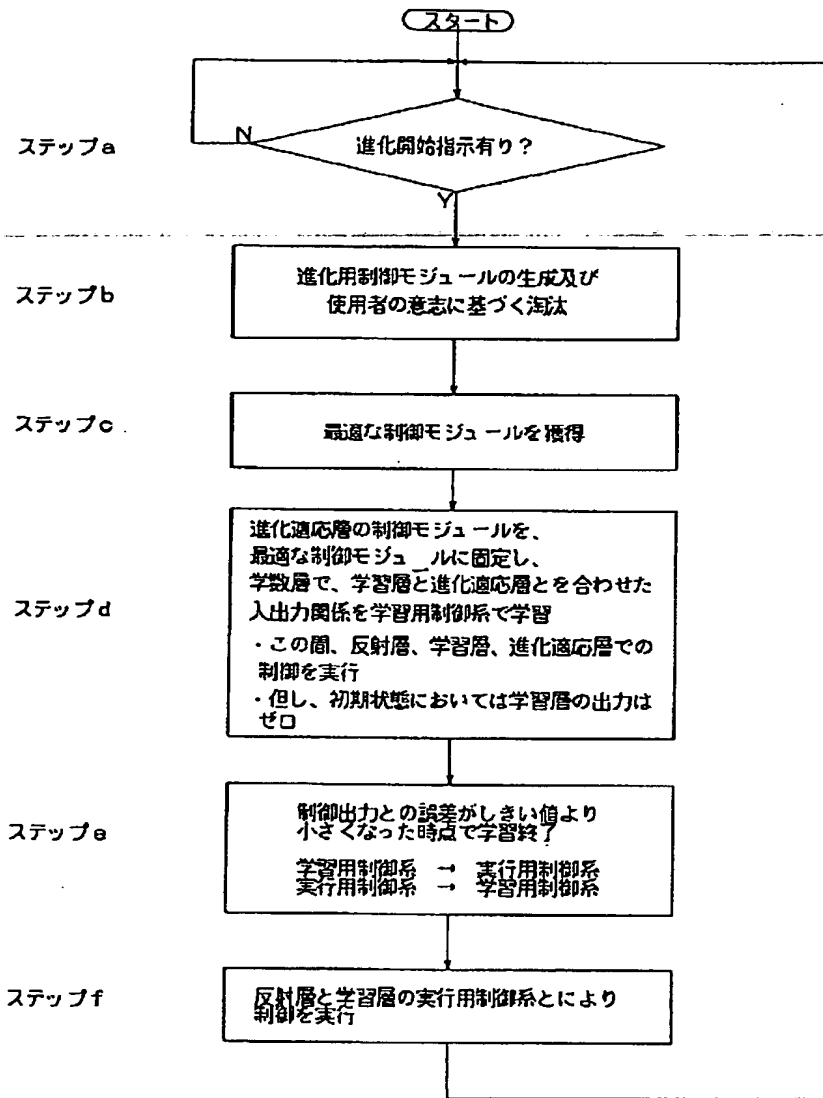 スタート
ステップa
N
進化開始指示有り？
Y
ステップb
進化用制御モジュールの生成及び
使用者の意志に基づく淘汰
ステップc
最適な制御モジュールを獲得
ステップd
進化適応層の制御モジュールを、
最適な制御モジュールに固定し、
学数層で、学習層と進化適応層とを合わせた
入出力関係を学習用制御系で学習
・この間、反射層、学習層、進化適応層での
制御を実行
・但し、初期状態においては学習層の出力は
ゼロ
ステップe
制御出力との誤差がしきい値より
小さくなった時点で学習終了
学習用制御系 → 実行用制御系
実行用制御系 → 学習用制御系
ステップf
反射層と学習層の実行用制御系とにより
制御を実行